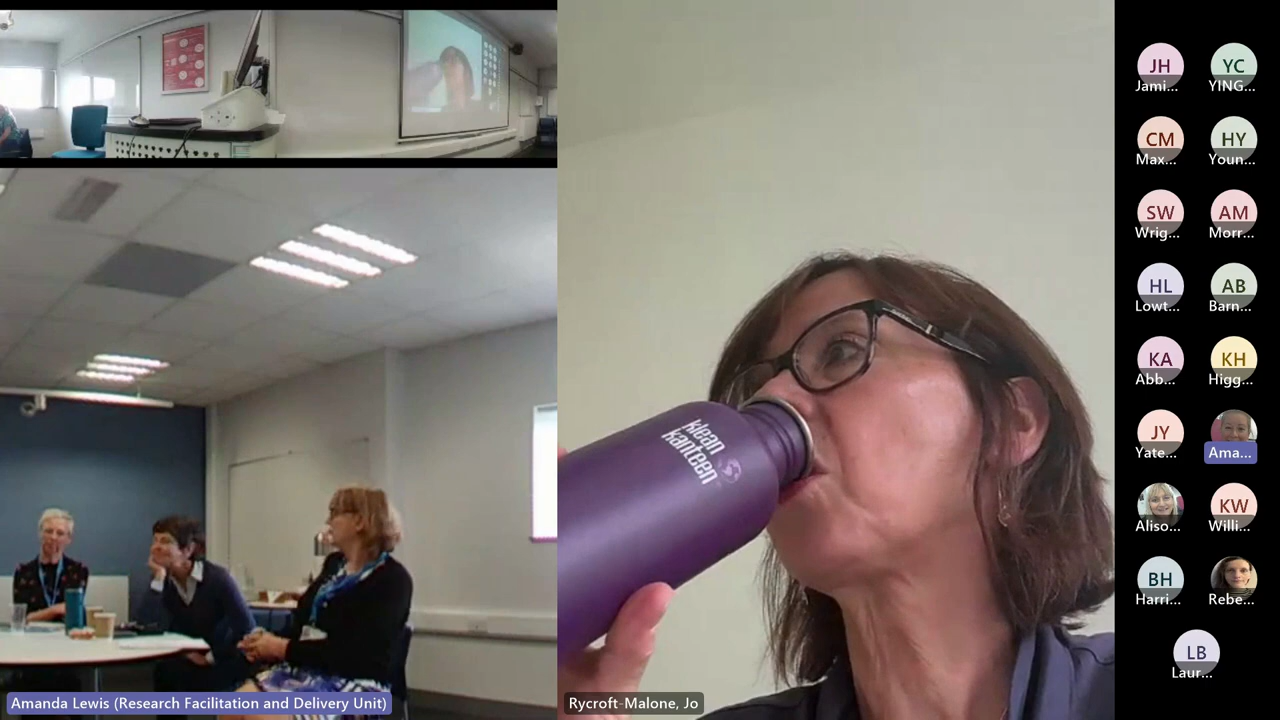 klean
kanteen
Amanda Lewis (Research Facilitation and Delivery Unit)
Rycroft-Malone, Jo
JH
Jami...
YC
YING...
CM
Max...
HY
Youn...
SW
Wrig...
AM
Morr...
HL
Lowt...
AB
Barn...
KA
Abb...
KH
Higg...
JY
Yate...
Ama...
Aliso...
KW
Willi...
BH
Harri...
Rebe...
LB
Laur...